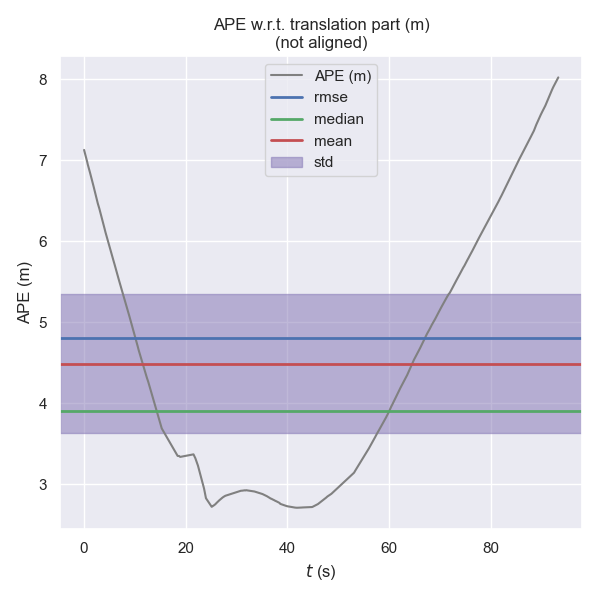 APE w.r.t. translation part (m)
(not aligned)
APE (m)
rmse
median
mean
std
8
7
6
5
4
3
APE (m)
0
20
40
60
80
t (s)